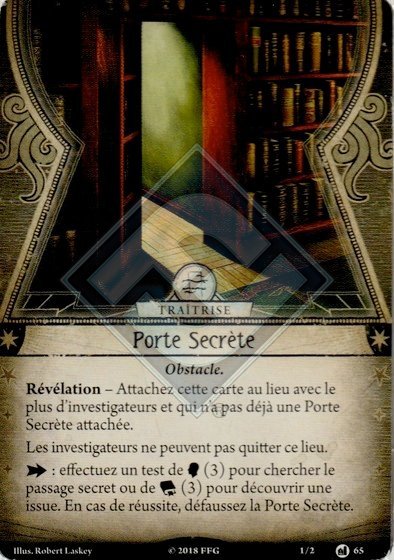 TRAÎTRISE
Porte Secrète
Obstacle.
Révélation – Attachez cette carte au lieu avec le
plus d'investigateurs et qui n'a pas déjà une Porte
Secrète attachée.
Les investigateurs ne peuvent pas quitter ce lieu.
: effectuez un test de (3) pour chercher le
passage secret ou de (3) pour découvrir une
issue. En cas de réussite, défaussez la Porte Secrète.
Illus. Robert Laskey © 2018 FFG 1/2 65